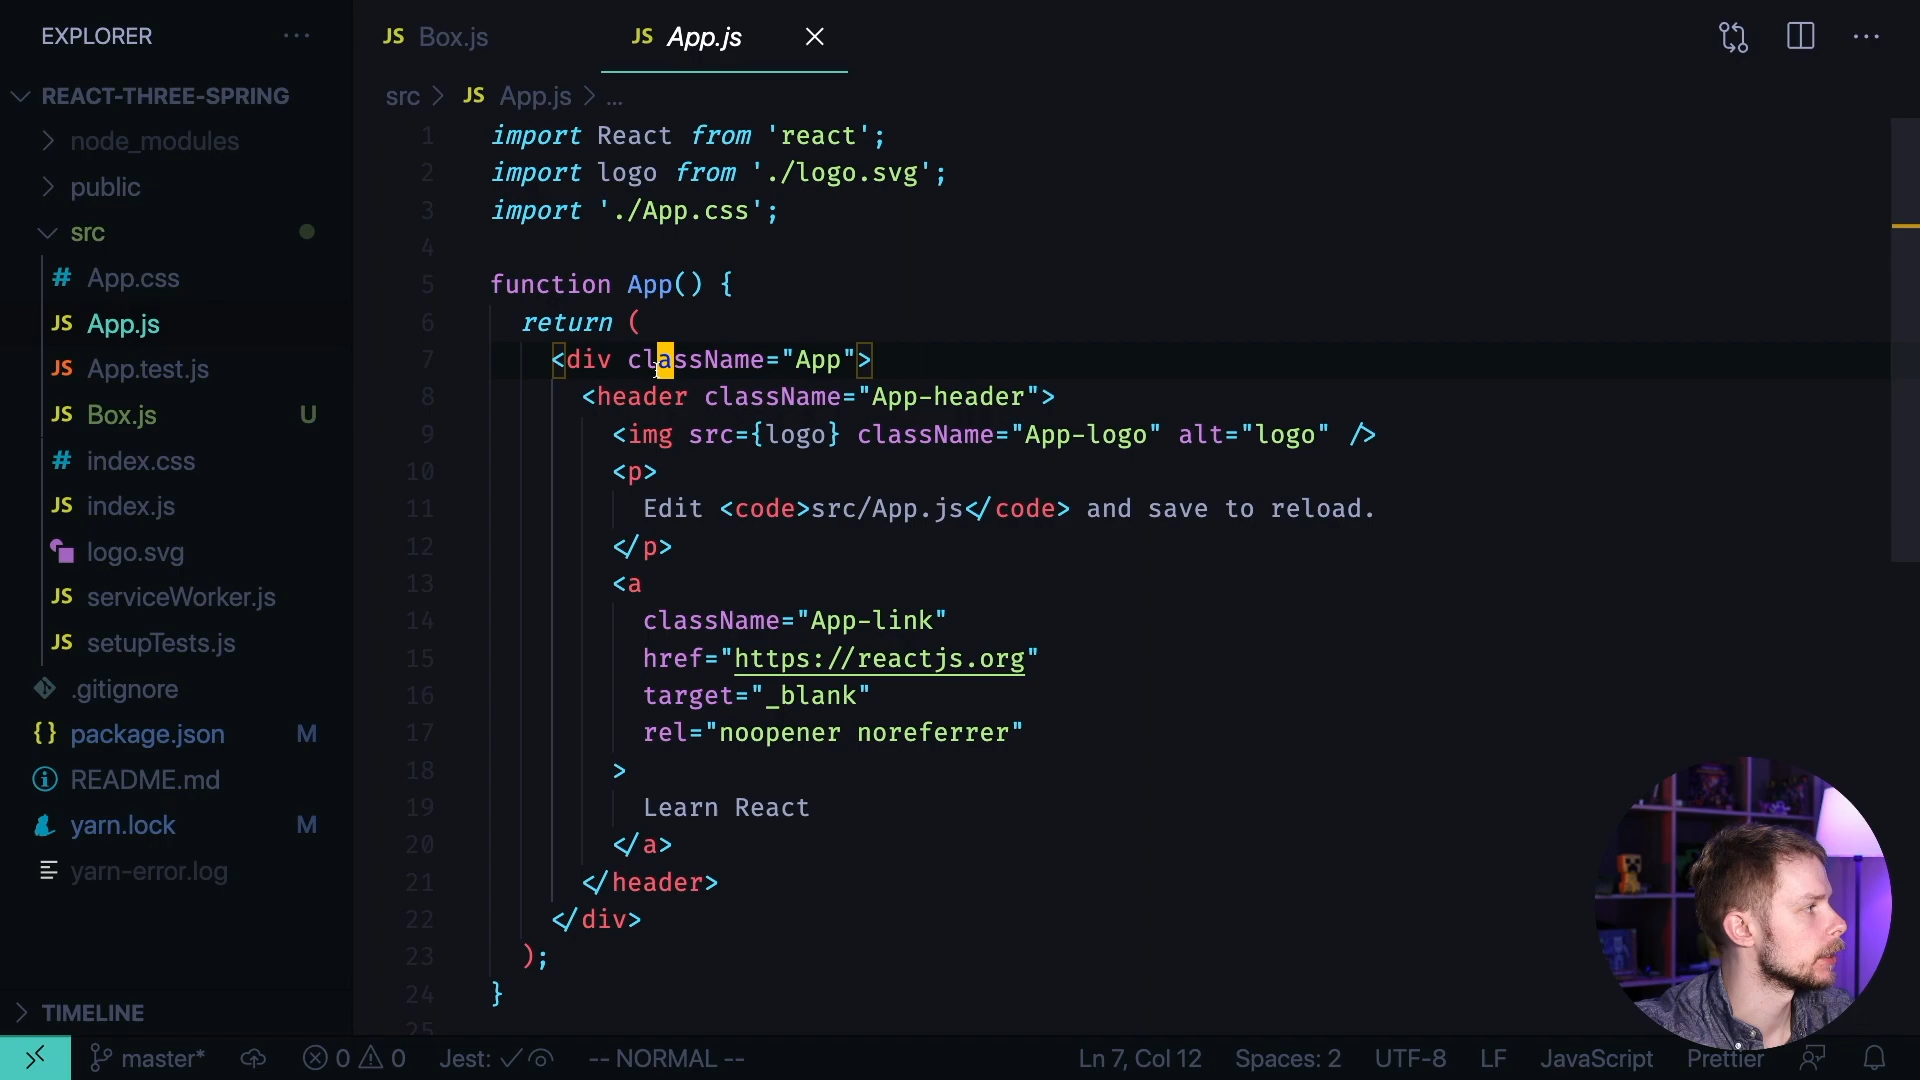 EXPLORER ...
REACT-THREE-SPRING
node_modules
public
src
# App.css
JS App.js
JS App.test.js
JS Box.js U
# index.css
JS index.js
logo.svg
JS serviceWorker.js
JS setupTests.js
.gitignore
{} package.json M
README.md
yarn.lock M
yarn-error.log
TIMELINE
JS Box.js
JS App.js
src > JS App.js > ...
1 import React from 'react';
2 import logo from './logo.svg';
3 import './App.css';
4
5 function App() {
6 return (
7 <div className="App">
8 <header className="App-header">
9 <img src={logo} className="App-logo" alt="logo" />
10 <p>
11 Edit <code>src/App.js</code> and save to reload.
12 </p>
13 <a
14 className="App-link"
15 href="https://reactjs.org"
16 target="_blank"
17 rel="noopener noreferrer"
18 >
19 Learn React
20 </a>
21 </header>
22 </div>
23 );
24 }
25
master* 0 0 Jest: -- NORMAL -- Ln 7, Col 12 Spaces: 2 UTF-8 LF JavaScript Prettier